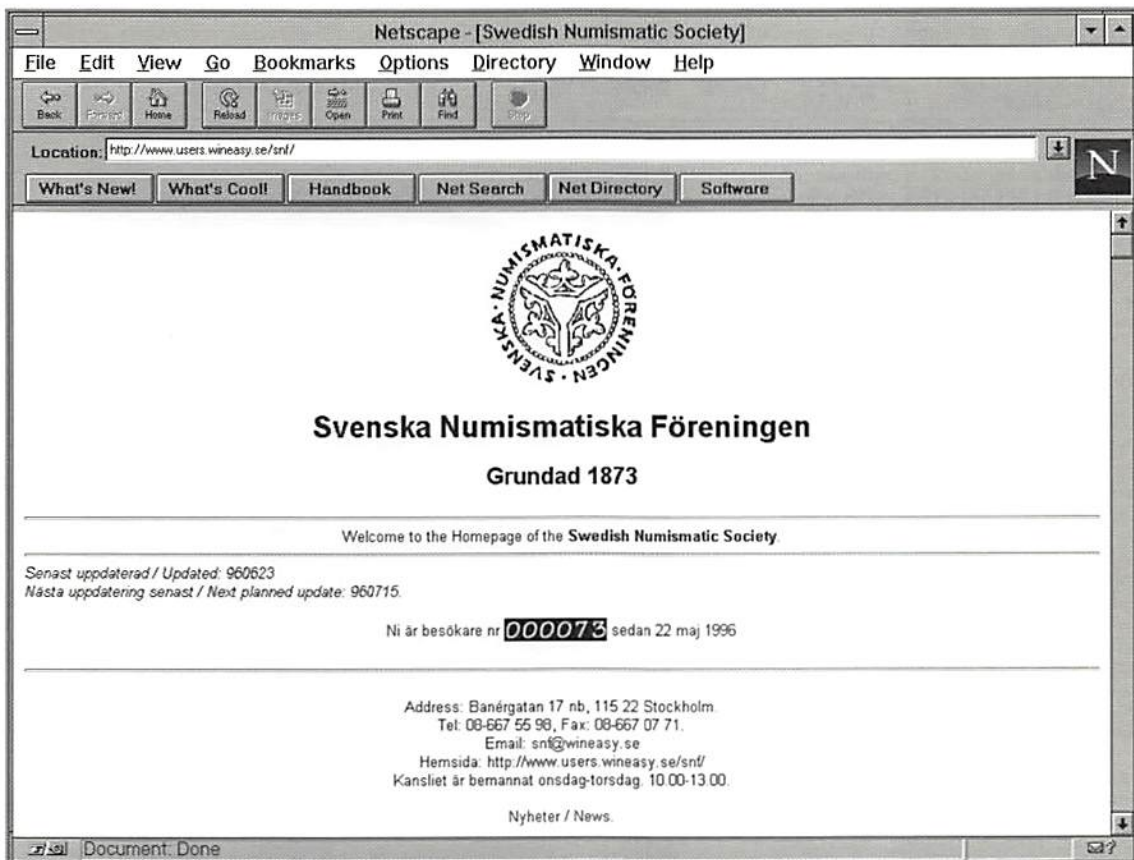 Netscape - [Swedish Numismatic Society]
File Edit View Go Bookmarks Options Directory Window Help
Back Forward Home Reload Images Open Print Find Stop
Location: http://www.users.wineasy.se/snf/
N
What's New! What's Cool! Handbook Net Search Net Directory Software
SVENSKA · NUMISMATISKA · FÖRENINGEN ·
Svenska Numismatiska Föreningen
Grundad 1873
Welcome to the Homepage of the Swedish Numismatic Society.
Senast uppdaterad / Updated: 960623
Nästa uppdatering senast / Next planned update: 960715.
Ni är besökare nr 000073 sedan 22 maj 1996
Address: Banérgatan 17 nb, 115 22 Stockholm.
Tel: 08-667 55 98, Fax: 08-667 07 71.
Email: snf@wineasy.se
Hemsida: http://www.users.wineasy.se/snf/
Kansliet är bemannat onsdag-torsdag. 10.00-13.00.
Nyheter / News.
Document: Done